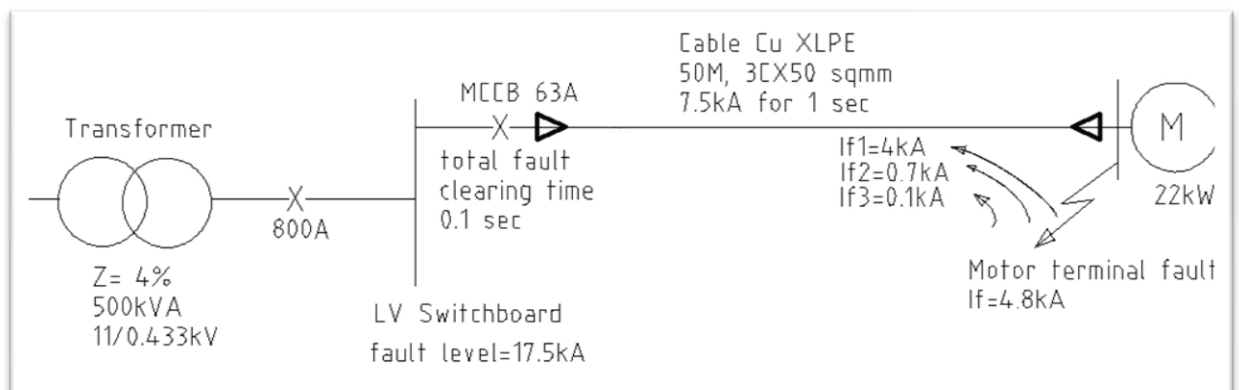 Transformer
Z= 4%
500kVA
11/0.433kV
800A
MCCB 63A
total fault
clearing time
0.1 sec
LV Switchboard
fault level=17.5kA
Cable Cu XLPE
50M, 3CX50 sqmm
7.5kA for 1 sec
If1=4kA
If2=0.7kA
If3=0.1kA
M
22kW
Motor terminal fault
If=4.8kA